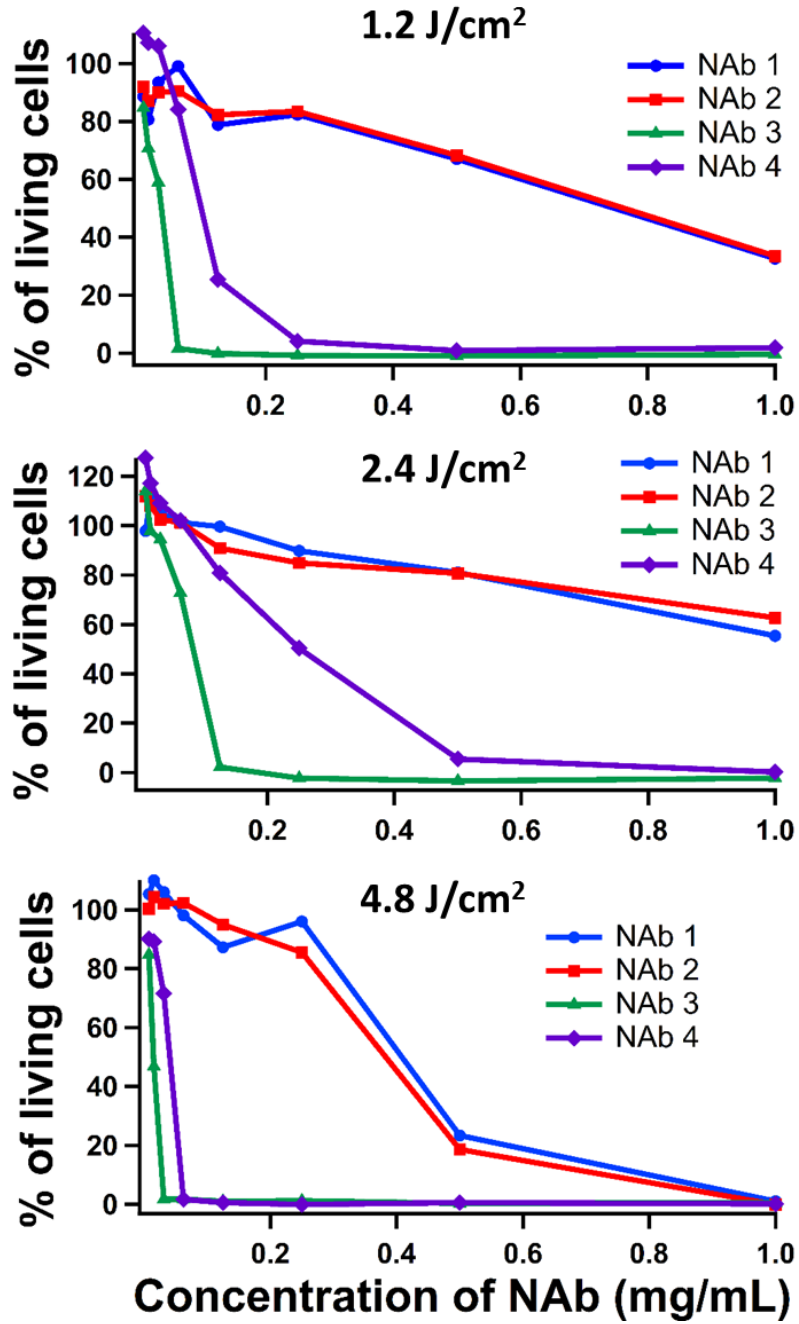 1.2 J/cm²
% of living cells
100
80
60
40
20
0
NAb 1
NAb 2
NAb 3
NAb 4
0.2
0.4
0.6
0.8
1.0
2.4 J/cm²
% of living cells
120
100
80
60
40
20
0
NAb 1
NAb 2
NAb 3
NAb 4
0.2
0.4
0.6
0.8
1.0
4.8 J/cm²
% of living cells
100
80
60
40
20
0
NAb 1
NAb 2
NAb 3
NAb 4
0.2
0.4
0.6
0.8
1.0
Concentration of NAb (mg/mL)